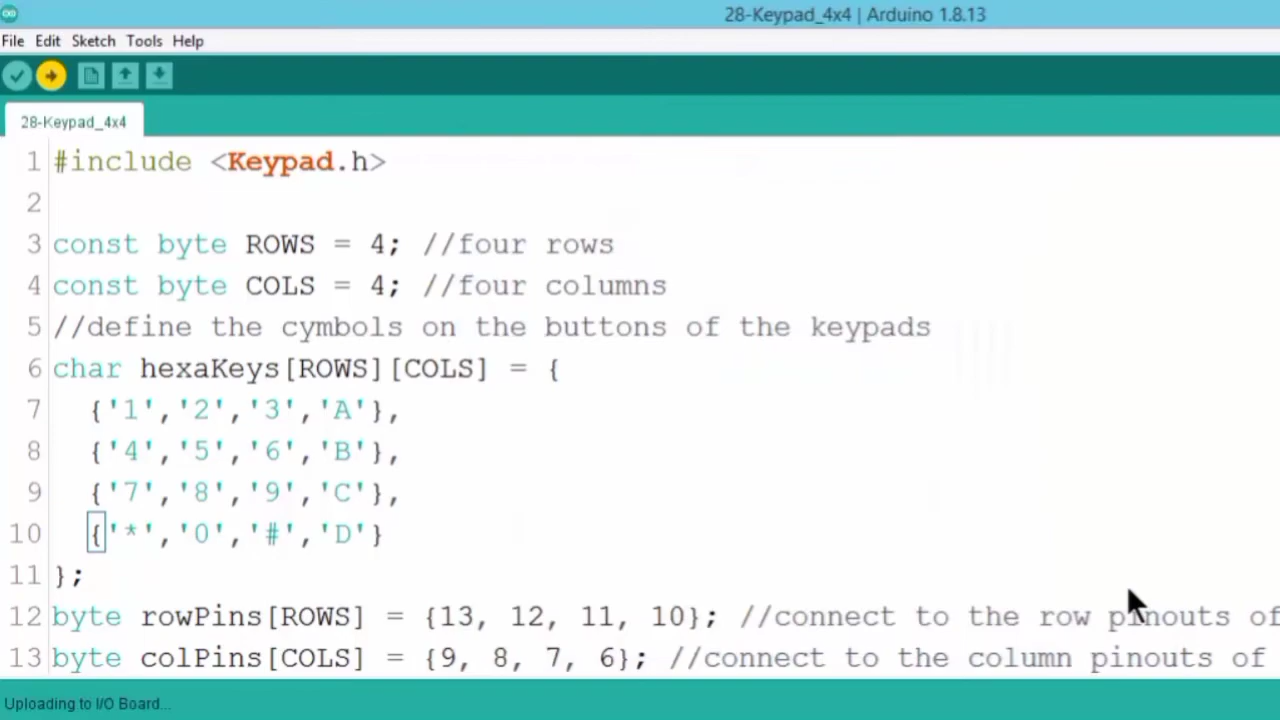 28-Keypad_4x4 | Arduino 1.8.13
File Edit Sketch Tools Help
28-Keypad_4x4
1 #include <Keypad.h>
2
3 const byte ROWS = 4; //four rows
4 const byte COLS = 4; //four columns
5 //define the cymbols on the buttons of the keypads
6 char hexaKeys[ROWS][COLS] = {
7   {'1','2','3','A'},
8   {'4','5','6','B'},
9   {'7','8','9','C'},
10   {'*','0','#','D'}
11 };
12 byte rowPins[ROWS] = {13, 12, 11, 10}; //connect to the row pinouts of
13 byte colPins[COLS] = {9, 8, 7, 6}; //connect to the column pinouts of
Uploading to I/O Board...